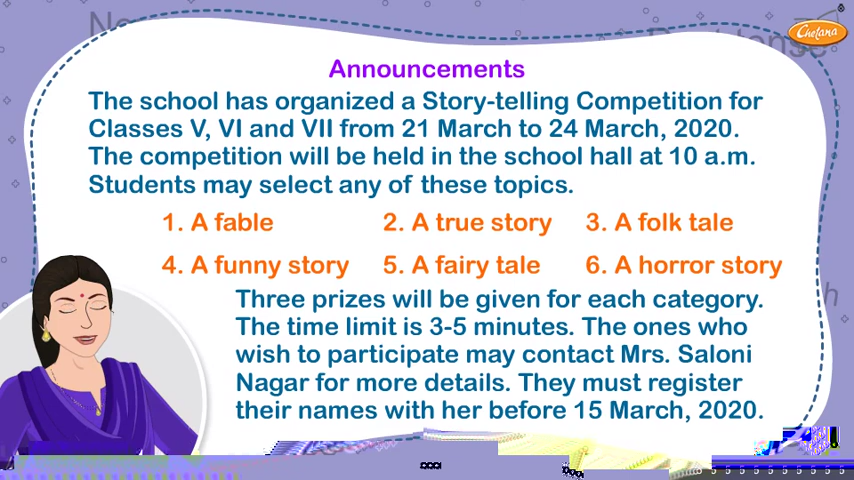 Chetana
Announcements
The school has organized a Story-telling Competition for
Classes V, VI and VII from 21 March to 24 March, 2020.
The competition will be held in the school hall at 10 a.m.
Students may select any of these topics.
1. A fable 2. A true story 3. A folk tale
4. A funny story 5. A fairy tale 6. A horror story
Three prizes will be given for each category.
The time limit is 3-5 minutes. The ones who
wish to participate may contact Mrs. Saloni
Nagar for more details. They must register
their names with her before 15 March, 2020.